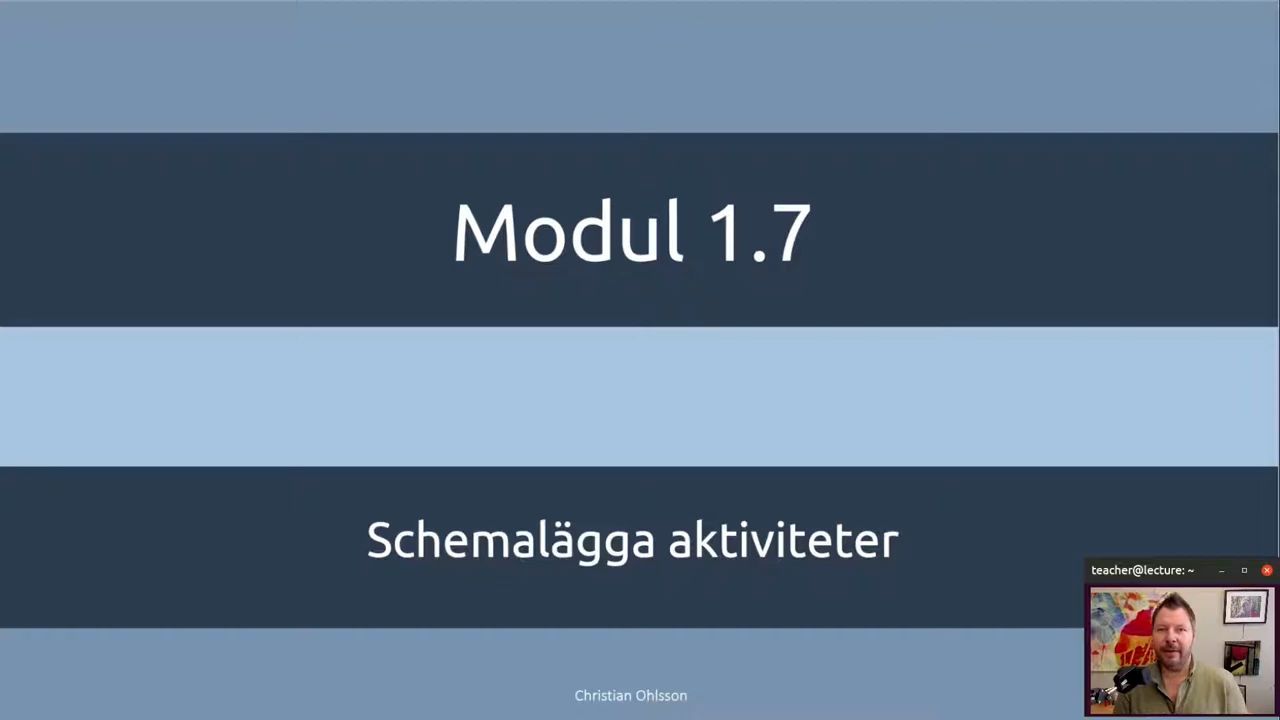 Modul 1.7
Schemalägga aktiviteter
teacher@lecture: ~
Christian Ohlsson